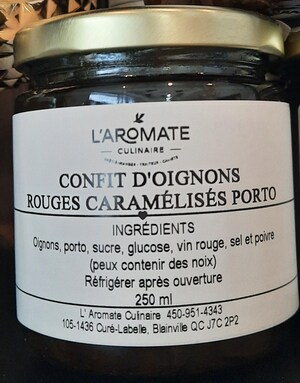 L'AROMATE
CULINAIRE
CONFIT D'OIGNONS
ROUGES CARAMÉLISÉS PORTO
INGRÉDIENTS
Oignons, porto, sucre, glucose, vin rouge, sel et poivre
(peux contenir des noix)
Réfrigérer après ouverture
250 ml
L' Aromate Culinaire 450-951-4343
105-1436 Curé-Labelle, Blainville QC J7C 2P2